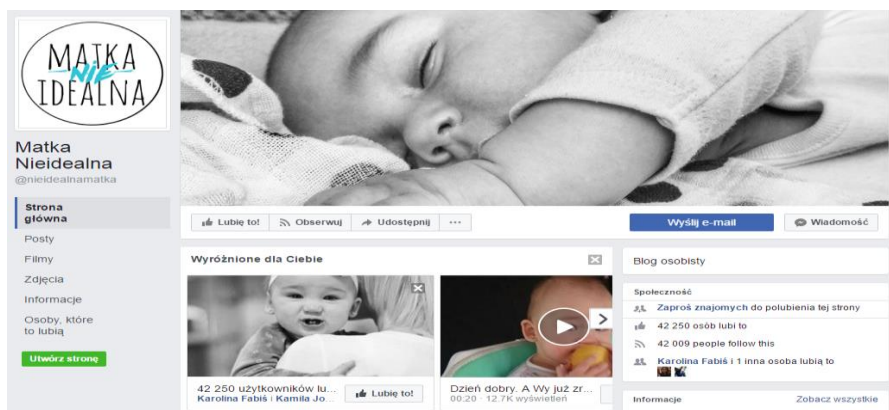 MATKA
NIE
IDEALNA
Matka
Nieidealna
@nieidealnamatka
Strona
główna
Posty
Filmy
Zdjęcia
Informacje
Osoby, które
to lubią
Utwórz stronę
Lubię to!
Obserwuj
Udostępnij
Wyślij e-mail
Wiadomość
Wyróżnione dla Ciebie
42 250 użytkowników lu...
Karolina Fabiś i Kamila Jo...
Lubię to!
Dzień dobry. A Wy już zr...
00:20 · 12.7K wyświetleń
Blog osobisty
Społeczność
Zaproś znajomych do polubienia tej strony
42 250 osób lubi to
42 009 people follow this
Karolina Fabiś i 1 inna osoba lubią to
Informacje
Zobacz wszystkie